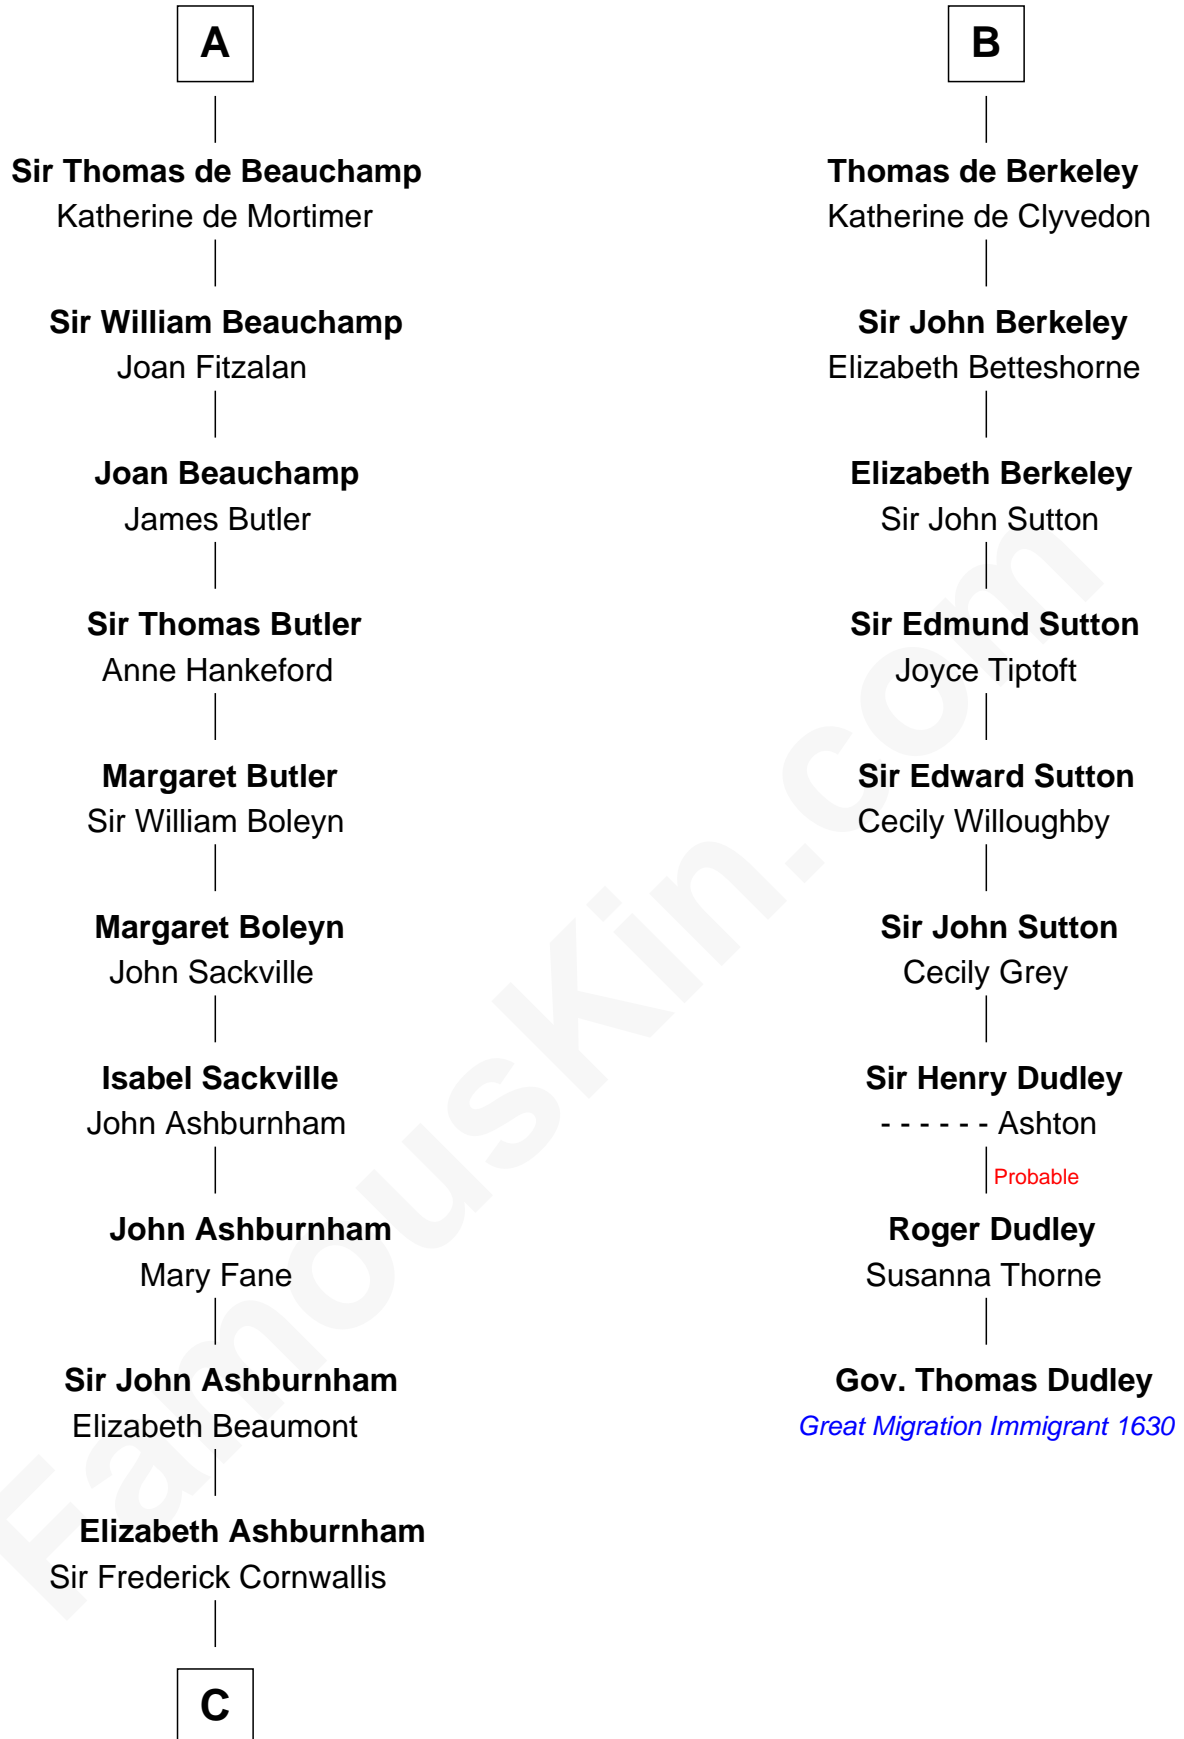 A
Sir Thomas de Beauchamp
Katherine de Mortimer
Sir William Beauchamp
Joan Fitzalan
Joan Beauchamp
James Butler
Sir Thomas Butler
Anne Hankeford
Margaret Butler
Sir William Boleyn
Margaret Boleyn
John Sackville
Isabel Sackville
John Ashburnham
John Ashburnham
Mary Fane
Sir John Ashburnham
Elizabeth Beaumont
Elizabeth Ashburnham
Sir Frederick Cornwallis
C
B
Thomas de Berkeley
Katherine de Clyvedon
Sir John Berkeley
Elizabeth Betteshorne
Elizabeth Berkeley
Sir John Sutton
Sir Edmund Sutton
Joyce Tiptoft
Sir Edward Sutton
Cecily Willoughby
Sir John Sutton
Cecily Grey
Sir Henry Dudley
- - - - - - Ashton
Probable
Roger Dudley
Susanna Thorne
Gov. Thomas Dudley
Great Migration Immigrant 1630
FamousKin.com